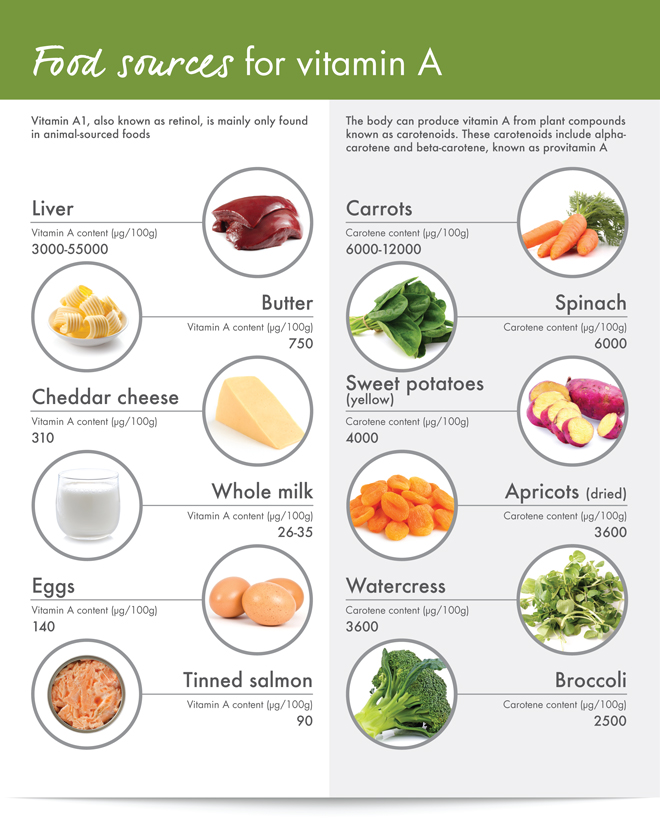 Food sources for vitamin A
Vitamin A1, also known as retinol, is mainly only found
in animal-sourced foods
Liver
Vitamin A content (µg/100g)
3000-55000
Butter
Vitamin A content (µg/100g)
750
Cheddar cheese
Vitamin A content (µg/100g)
310
Whole milk
Vitamin A content (µg/100g)
26-35
Eggs
Vitamin A content (µg/100g)
140
Tinned salmon
Vitamin A content (µg/100g)
90
The body can produce vitamin A from plant compounds
known as carotenoids. These carotenoids include alpha-
carotene and beta-carotene, known as provitamin A
Carrots
Carotene content (µg/100g)
6000-12000
Spinach
Carotene content (µg/100g)
6000
Sweet potatoes
(yellow)
Carotene content (µg/100g)
4000
Apricots (dried)
Carotene content (µg/100g)
3600
Watercress
Carotene content (µg/100g)
3600
Broccoli
Carotene content (µg/100g)
2500